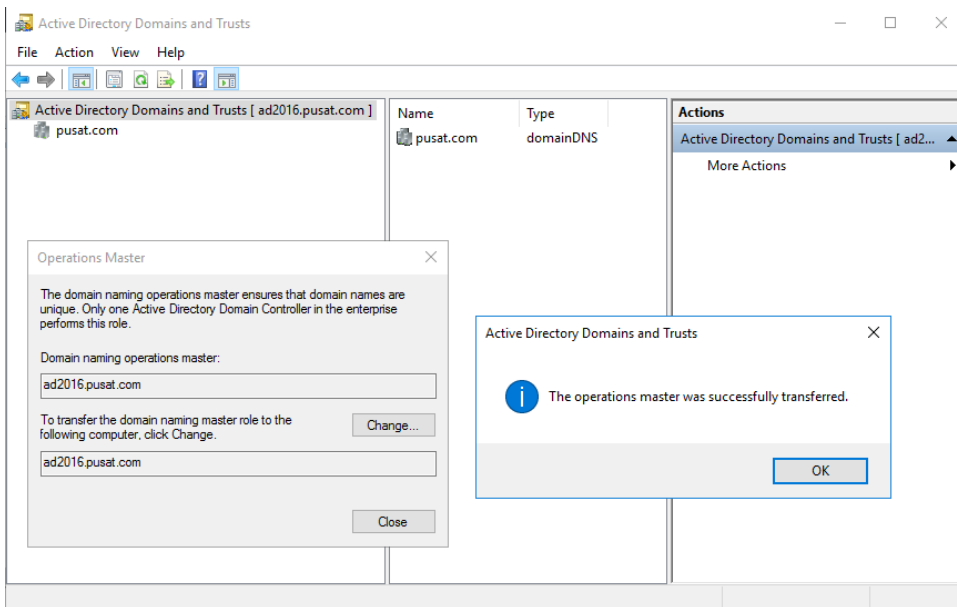 Active Directory Domains and Trusts
File Action View Help
Active Directory Domains and Trusts [ ad2016.pusat.com ]
pusat.com
Name Type
pusat.com domainDNS
Actions
Active Directory Domains and Trusts [ ad2...
More Actions
Operations Master
The domain naming operations master ensures that domain names are
unique. Only one Active Directory Domain Controller in the enterprise
performs this role.
Domain naming operations master:
ad2016.pusat.com
To transfer the domain naming master role to the
following computer, click Change.
Change...
ad2016.pusat.com
Close
Active Directory Domains and Trusts
The operations master was successfully transferred.
OK